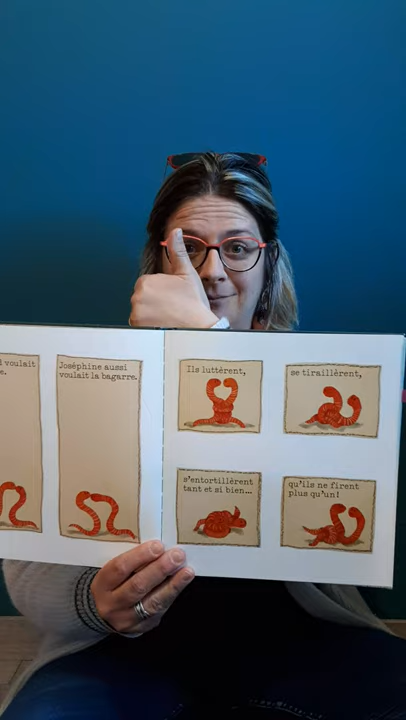 voulait
Joséphine aussi
voulait la bagarre.
Ils luttèrent,
se tiraillèrent,
s'entortillèrent
tant et si bien...
qu'ils ne firent
plus qu'un!